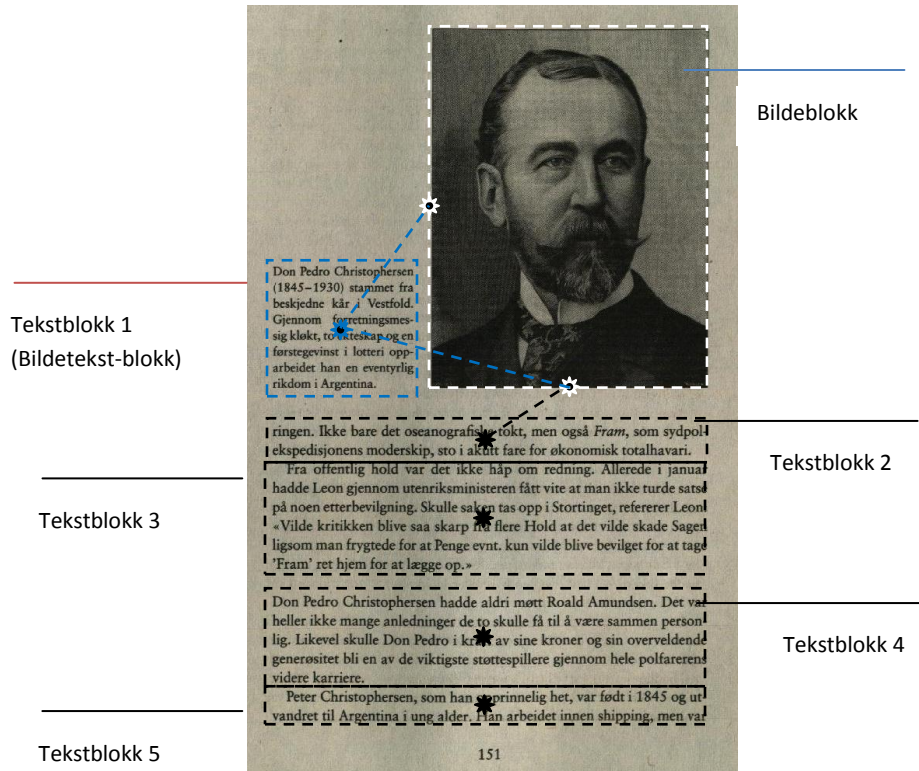 Bildeblokk
Don Pedro Christophersen
(1845–1930) stammet fra
beskjedne kår i Vestfold.
Gjennom forretningsmes-
sig kløkt, to ekteskap og en
førstegevinst i lotteri opp-
arbeidet han en eventyrlig
rikdom i Argentina.
Tekstblokk 1
(Bildetekst-blokk)
ringen. Ikke bare det oseanografiske tokt, men også Fram, som sydpol-
ekspedisjonens moderskip, sto i akutt fare for økonomisk totalhavari.
Tekstblokk 2
Fra offentlig hold var det ikke håp om redning. Allerede i januar
hadde Leon gjennom utenriksministeren fått vite at man ikke turde satse
på noen etterbevilgning. Skulle saken tas opp i Stortinget, refererer Leon:
«Vilde kritikken blive saa skarp fra flere Hold at det vilde skade Sagen
ligsom man frygtede for at Penge evnt. kun vilde blive bevilget for at tage
'Fram' ret hjem for at lægge op.»
Tekstblokk 3
Don Pedro Christophersen hadde aldri møtt Roald Amundsen. Det var
heller ikke mange anledninger de to skulle få til å være sammen person-
lig. Likevel skulle Don Pedro i kraft av sine kroner og sin overveldende
generøsitet bli en av de viktigste støttespillere gjennom hele polfarerens
videre karriere.
Tekstblokk 4
Peter Christophersen, som han opprinnelig het, var født i 1845 og ut
vandret til Argentina i ung alder. Han arbeidet innen shipping, men var
Tekstblokk 5
151